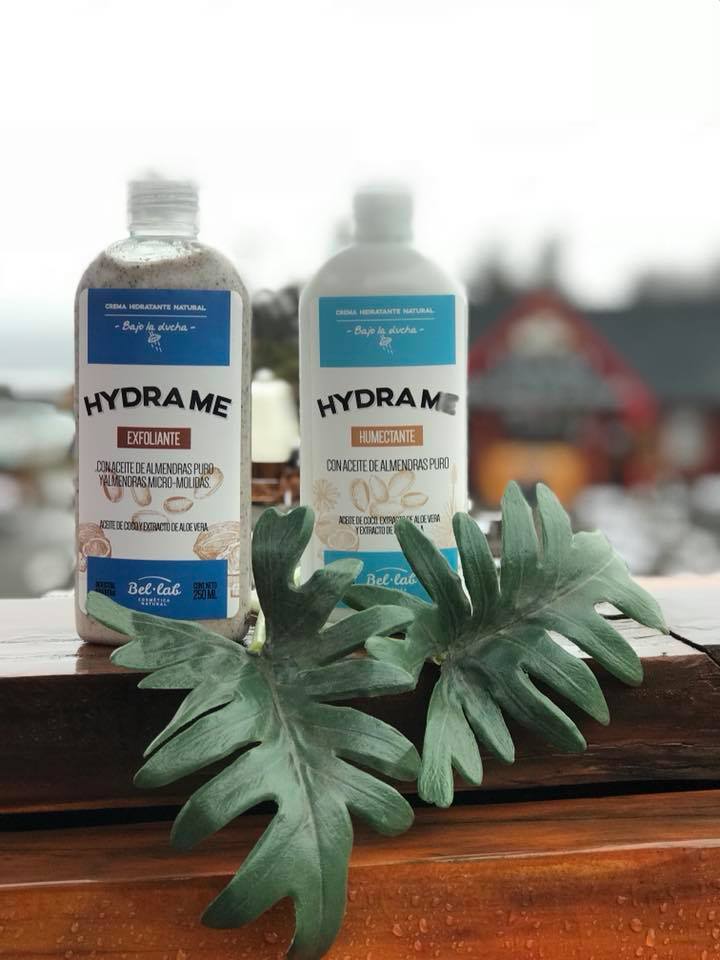 CREMA HIDRATANTE NATURAL
- Bajo la ducha -
HYDRA ME
EXFOLIANTE
CON ACEITE DE ALMENDRAS PURO
Y ALMENDRAS MICRO-MOLIDAS
ACEITE DE COCO Y EXTRACTO DE ALOE VERA
Bel·lab
COSMÉTICA
NATURAL
CONT. NETO
250 ML
CREMA HIDRATANTE NATURAL
- Bajo la ducha -
HYDRA ME
HUMECTANTE
CON ACEITE DE ALMENDRAS PURO
ACEITE DE COCO, EXTRACTO DE ALOE VERA
Y EXTRACTO DE
Bel·lab